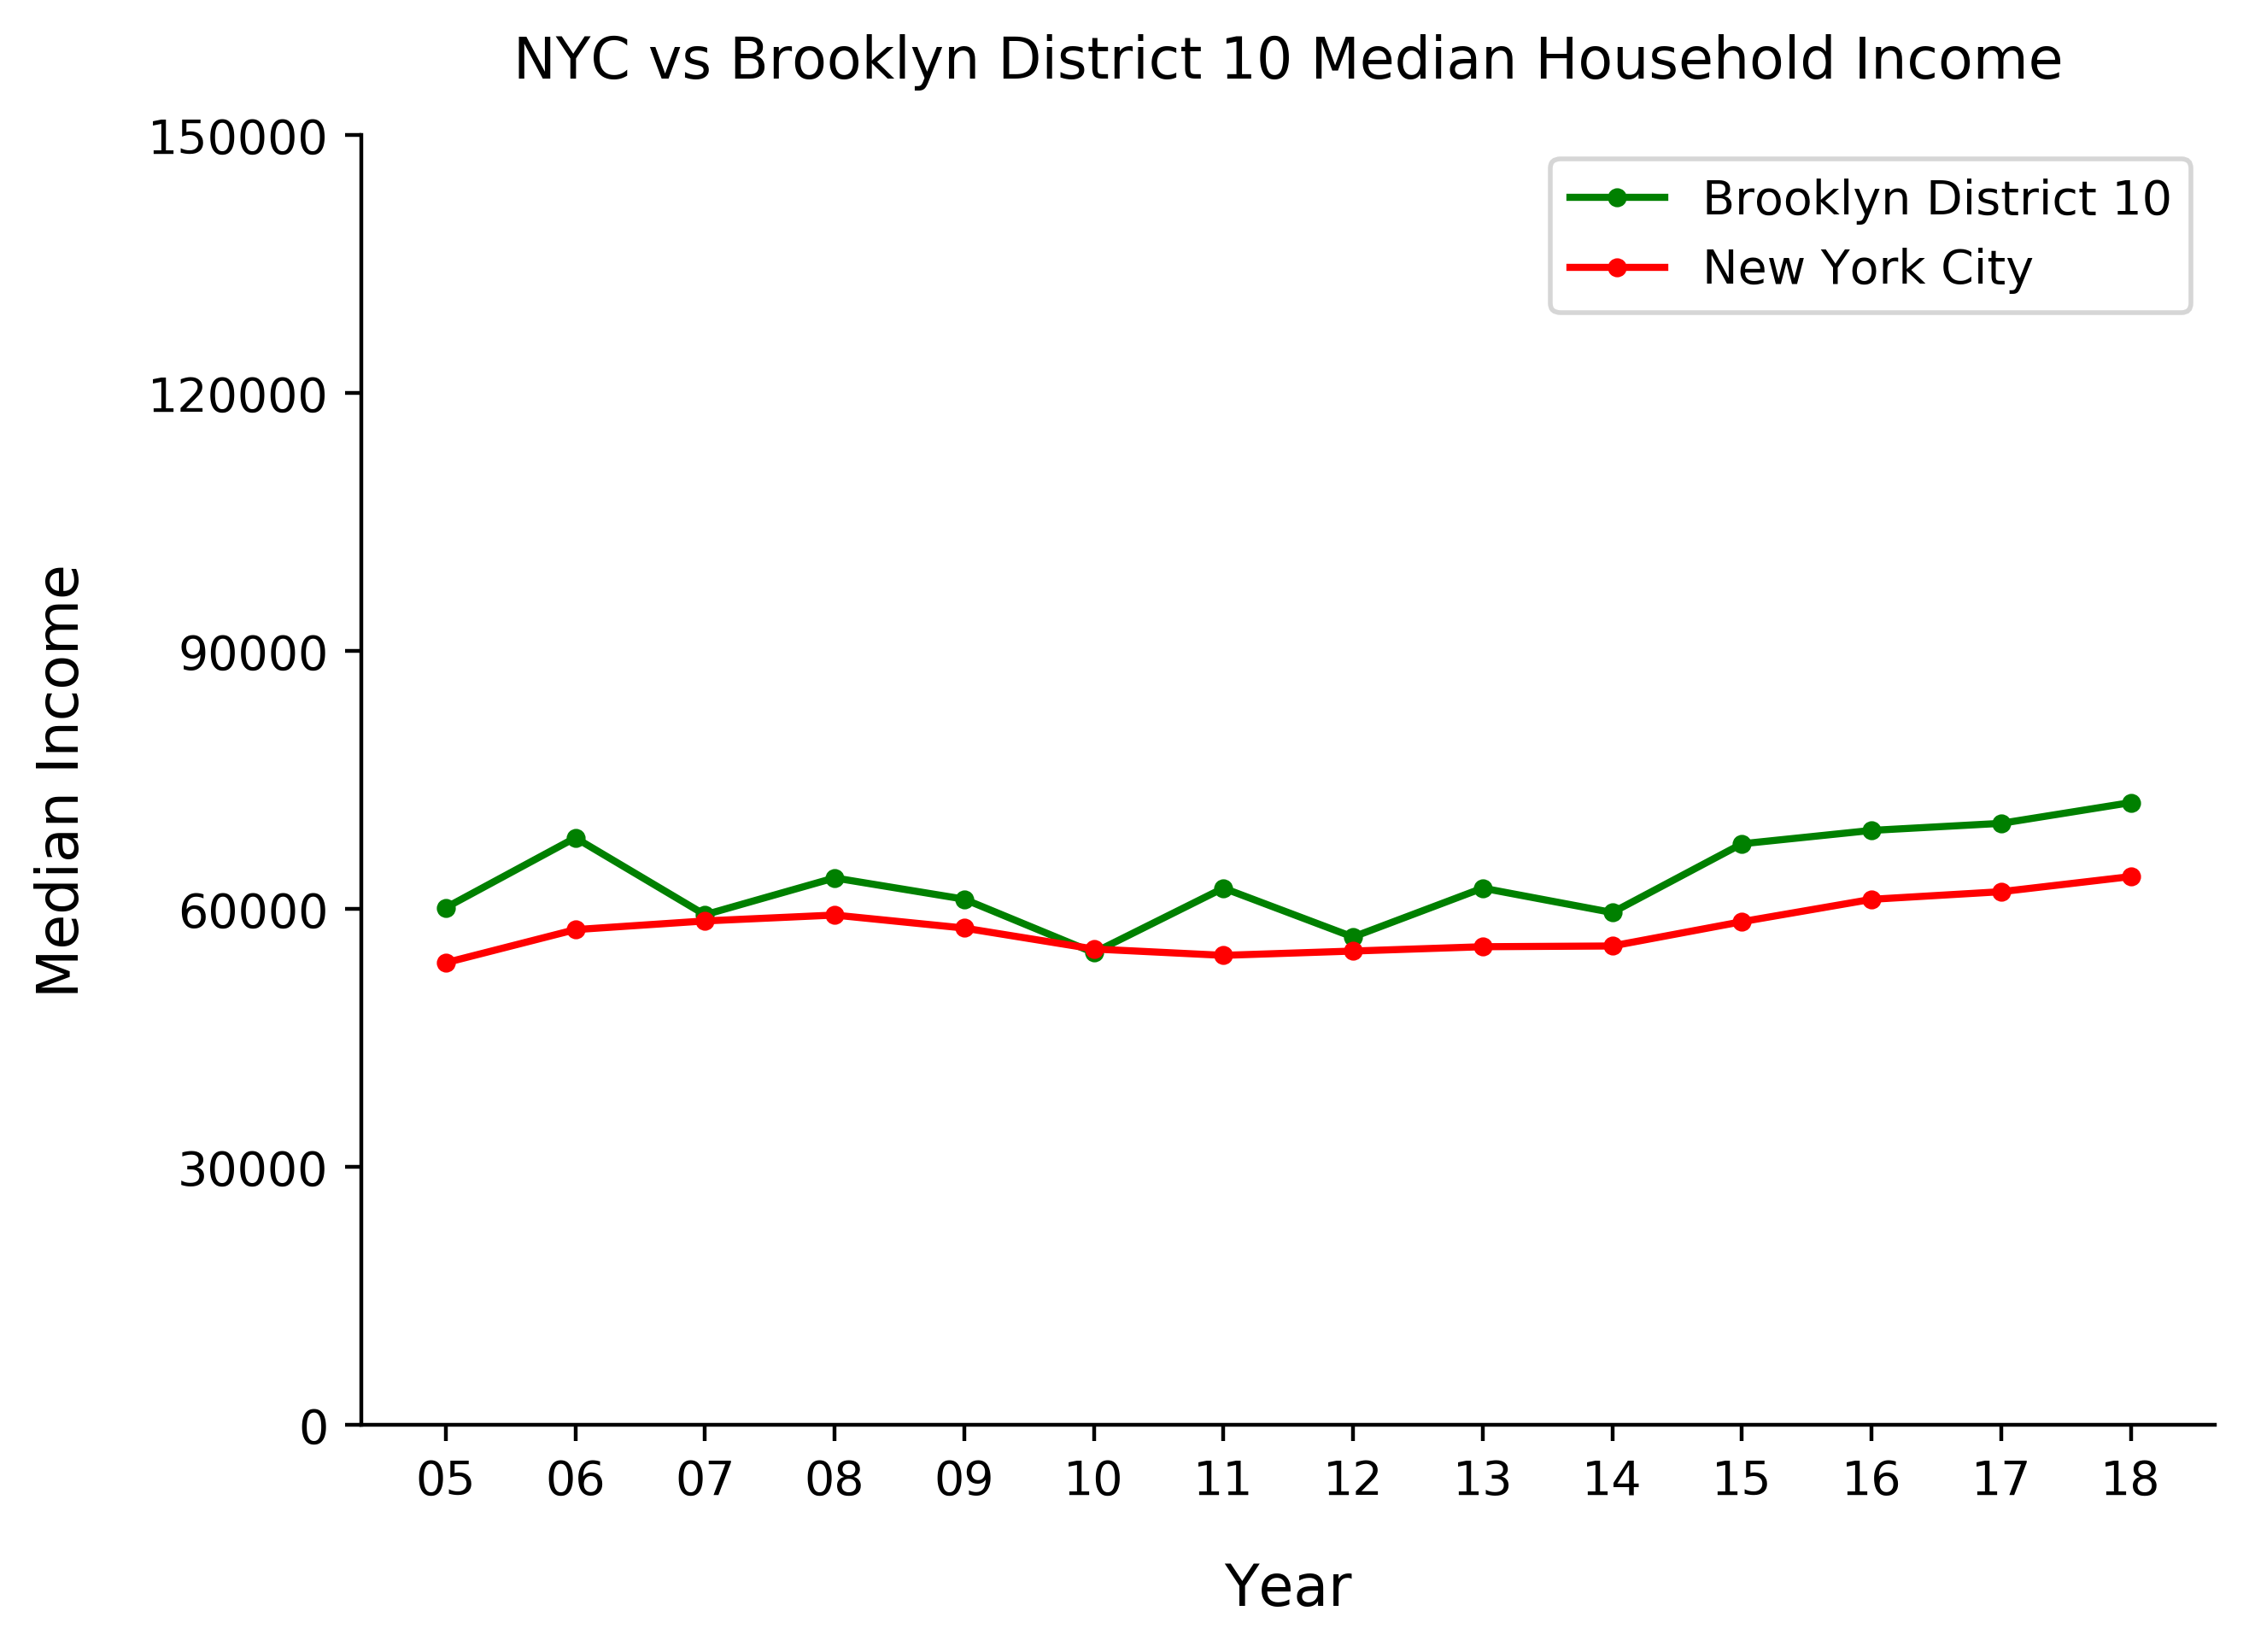 NYC vs Brooklyn District 10 Median Household Income
150000
120000
90000
60000
30000
0
Median Income
Brooklyn District 10
New York City
05 06 07 08 09 10 11 12 13 14 15 16 17 18
Year